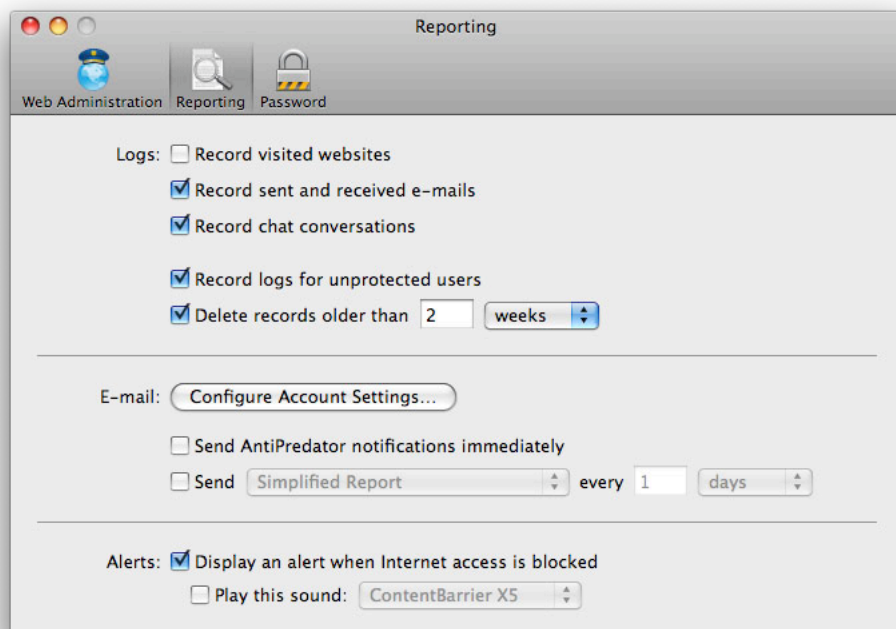 Reporting
Web Administration Reporting Password
Logs: Record visited websites
Record sent and received e-mails
Record chat conversations
Record logs for unprotected users
Delete records older than 2 weeks
E-mail: Configure Account Settings...
Send AntiPredator notifications immediately
Send Simplified Report every 1 days
Alerts: Display an alert when Internet access is blocked
Play this sound: ContentBarrier X5